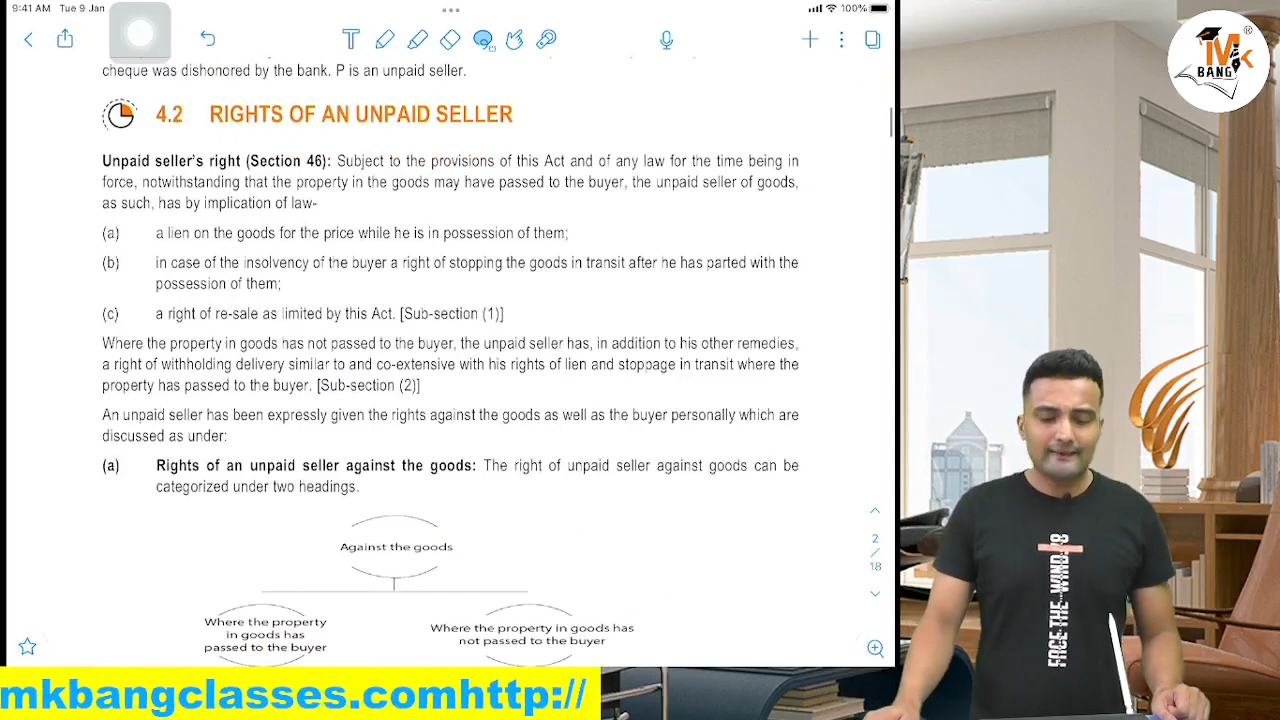 9:41 AM Tue 9 Jan
100%
cheque was dishonored by the bank. P is an unpaid seller.
4.2 RIGHTS OF AN UNPAID SELLER
Unpaid seller's right (Section 46): Subject to the provisions of this Act and of any law for the time being in
force, notwithstanding that the property in the goods may have passed to the buyer, the unpaid seller of goods,
as such, has by implication of law-
(a) a lien on the goods for the price while he is in possession of them;
(b) in case of the insolvency of the buyer a right of stopping the goods in transit after he has parted with the
possession of them;
(c) a right of re-sale as limited by this Act. [Sub-section (1)]
Where the property in goods has not passed to the buyer, the unpaid seller has, in addition to his other remedies,
a right of withholding delivery similar to and co-extensive with his rights of lien and stoppage in transit where the
property has passed to the buyer. [Sub-section (2)]
An unpaid seller has been expressly given the rights against the goods as well as the buyer personally which are
discussed as under:
(a) Rights of an unpaid seller against the goods: The right of unpaid seller against goods can be
categorized under two headings.
Against the goods
Where the property
in goods has
passed to the buyer
Where the property in goods has
not passed to the buyer
2
/
18
MK
BANG
®
FACE THE WIND
mkbangclasses.comhttp://